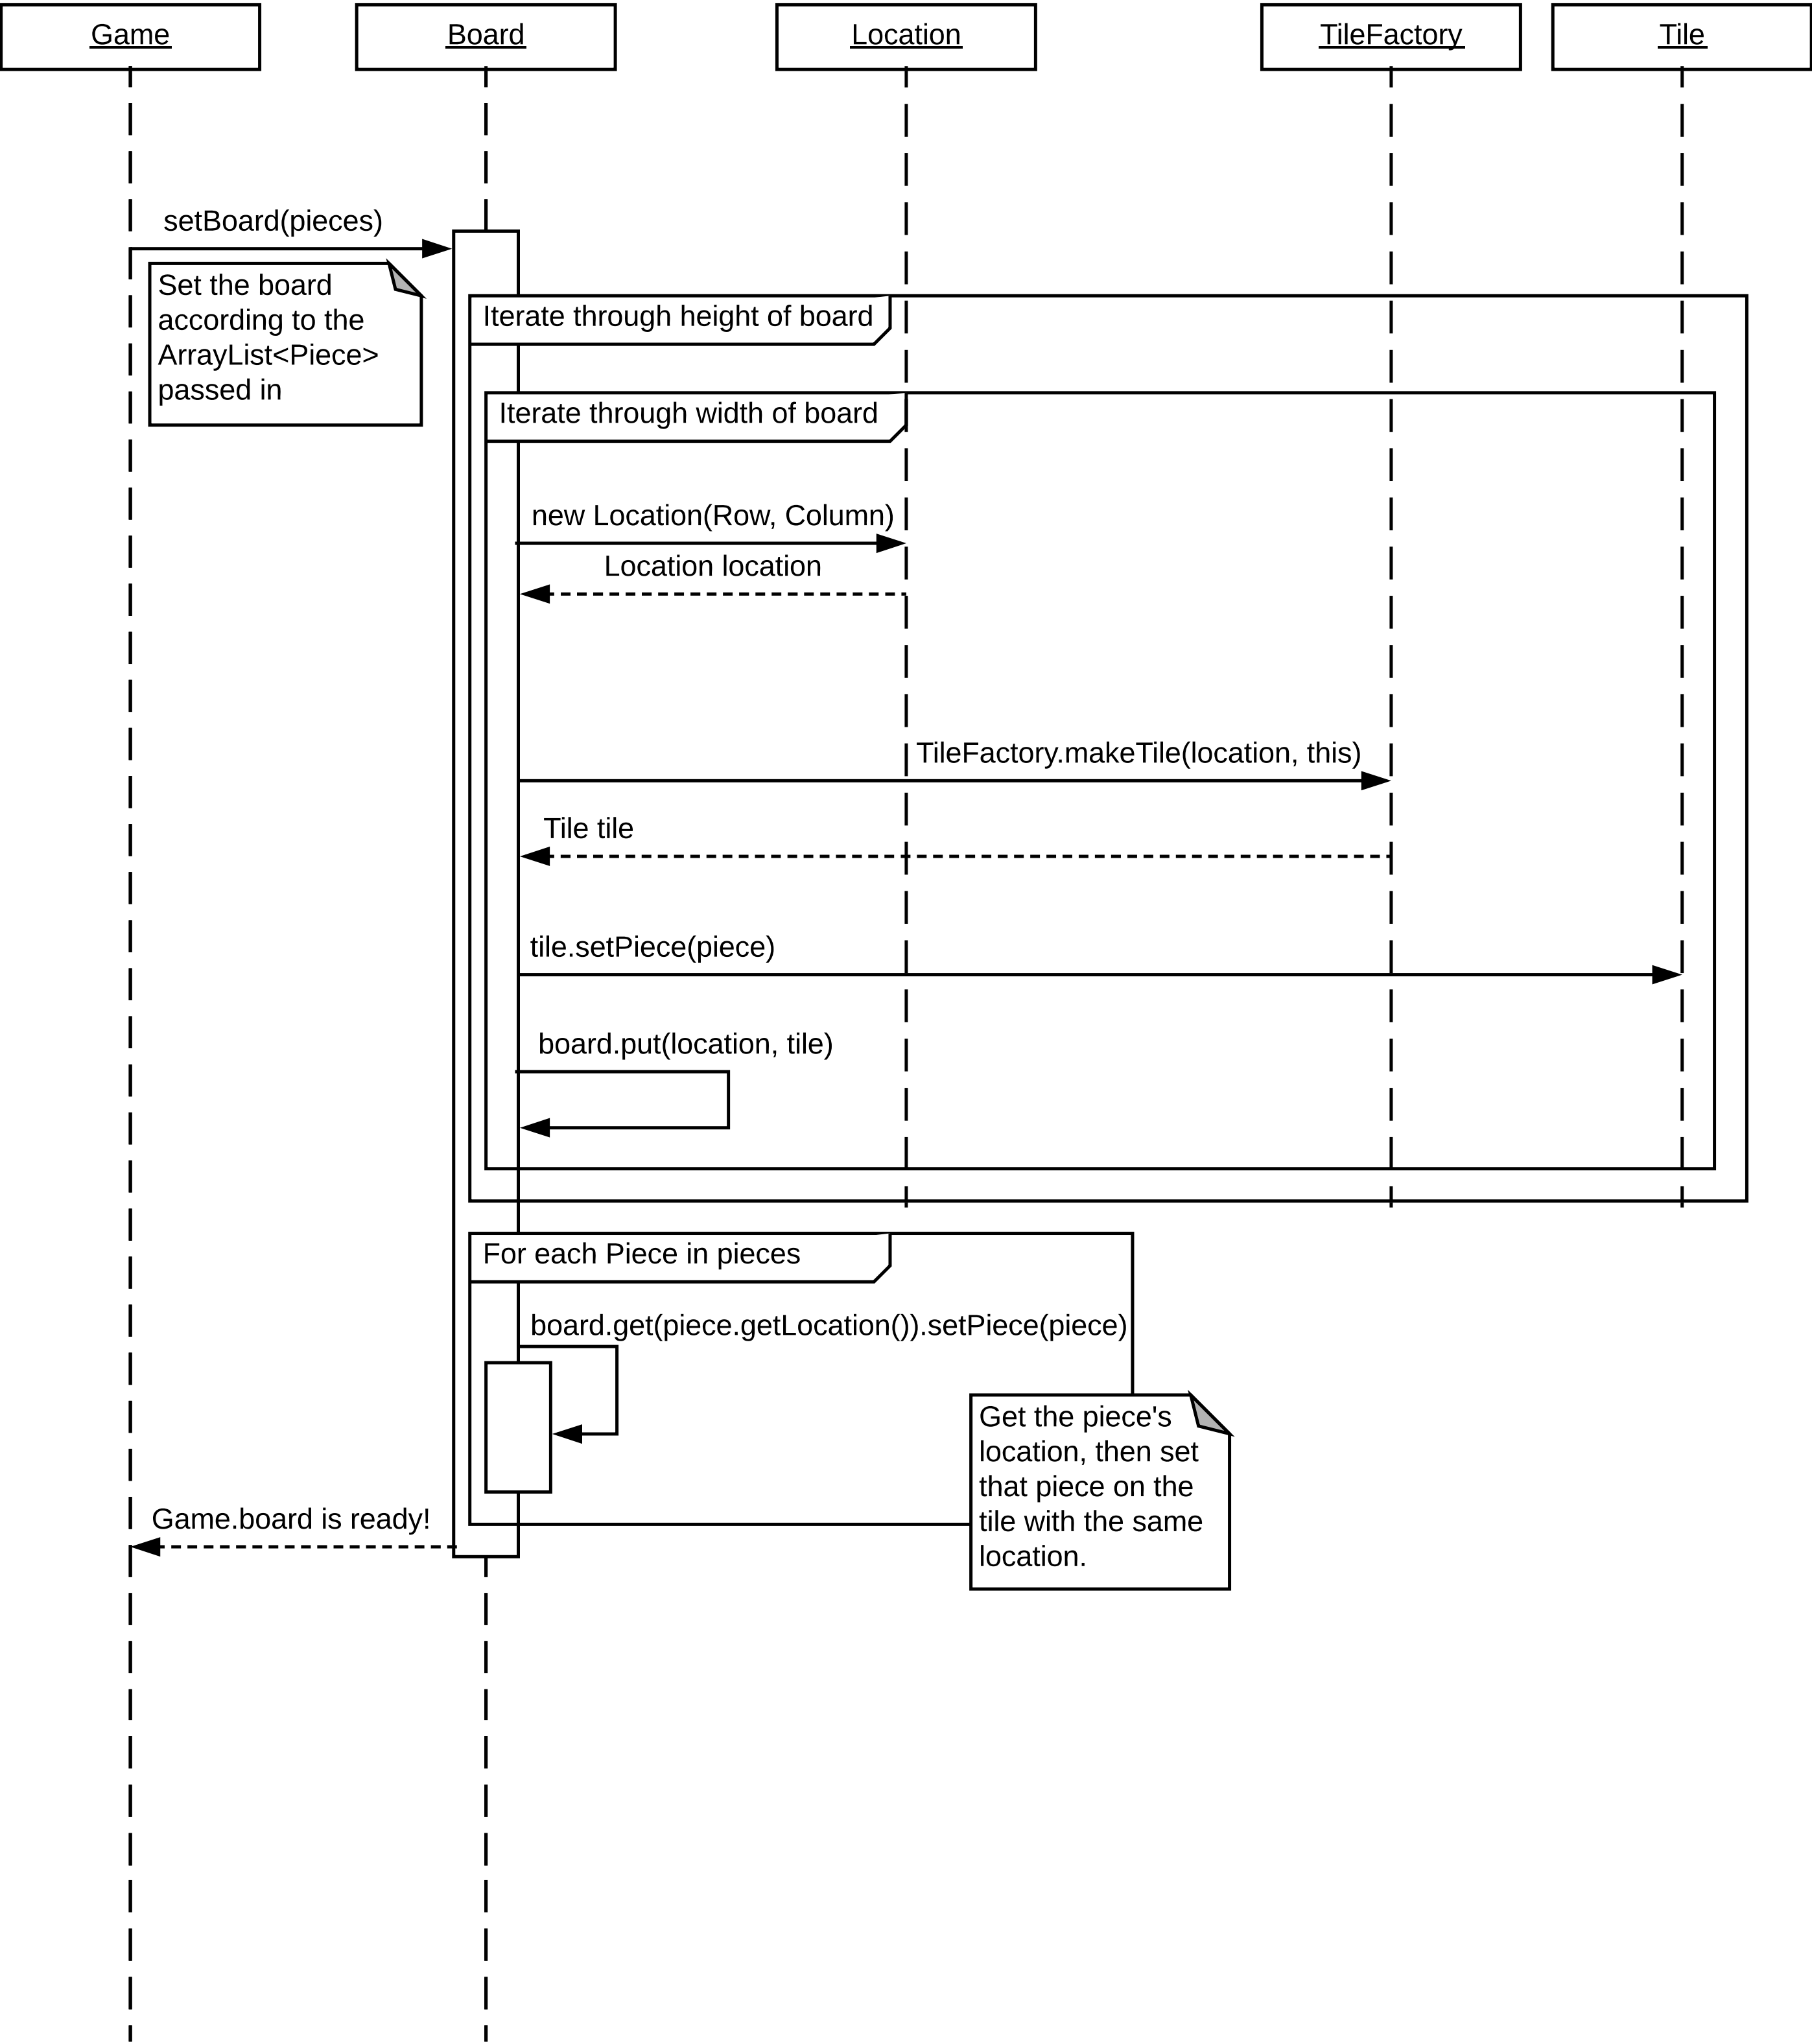 Game
Board
Location
TileFactory
Tile
setBoard(pieces)
Set the board
according to the
ArrayList<Piece>
passed in
Iterate through height of board
Iterate through width of board
new Location(Row, Column)
Location location
TileFactory.makeTile(location, this)
Tile tile
tile.setPiece(piece)
board.put(location, tile)
For each Piece in pieces
board.get(piece.getLocation()).setPiece(piece)
Get the piece's
location, then set
that piece on the
tile with the same
location.
Game.board is ready!